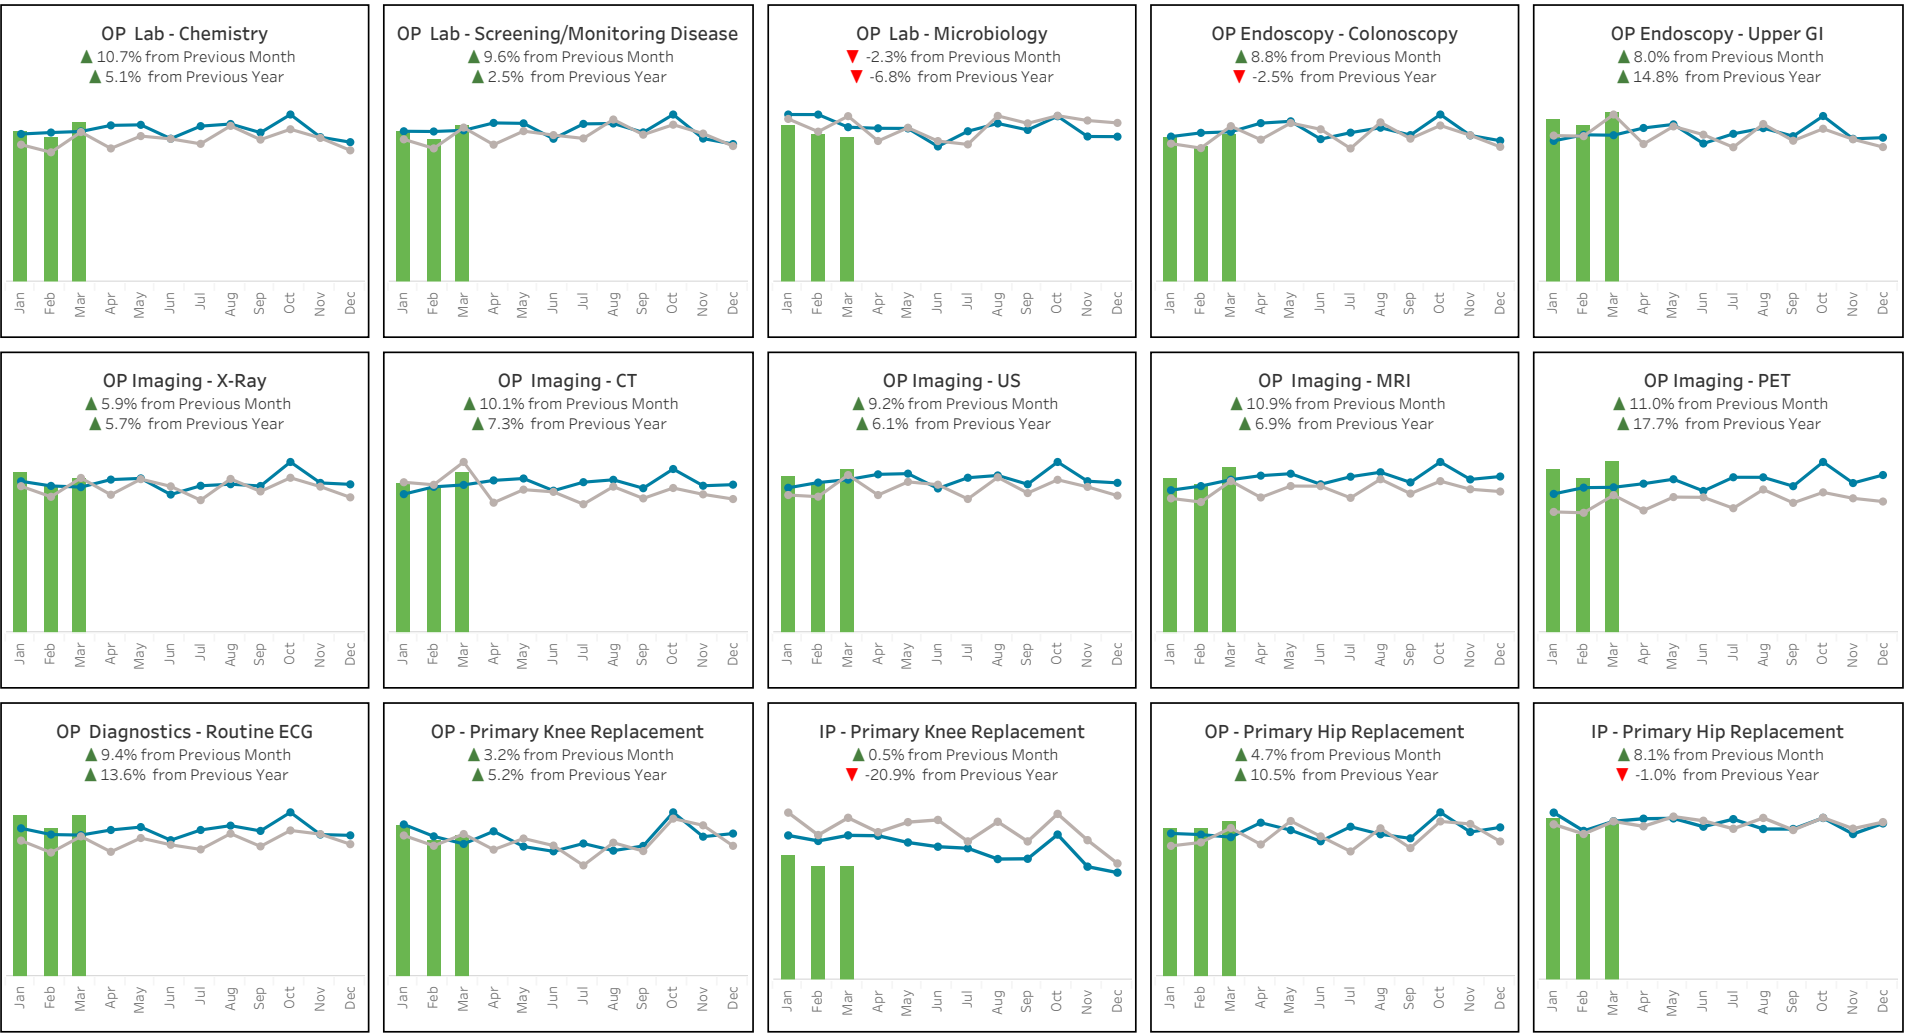 OP Lab - Chemistry
▲ 10.7% from Previous Month
▲ 5.1% from Previous Year
Jan
Feb
Mar
Apr
May
Jun
Jul
Aug
Sep
Oct
Nov
Dec
OP Lab - Screening/Monitoring Disease
▲ 9.6% from Previous Month
▲ 2.5% from Previous Year
Jan
Feb
Mar
Apr
May
Jun
Jul
Aug
Sep
Oct
Nov
Dec
OP Lab - Microbiology
▼ -2.3% from Previous Month
▼ -6.8% from Previous Year
Jan
Feb
Mar
Apr
May
Jun
Jul
Aug
Sep
Oct
Nov
Dec
OP Endoscopy - Colonoscopy
▲ 8.8% from Previous Month
▼ -2.5% from Previous Year
Jan
Feb
Mar
Apr
May
Jun
Jul
Aug
Sep
Oct
Nov
Dec
OP Endoscopy - Upper GI
▲ 8.0% from Previous Month
▲ 14.8% from Previous Year
Jan
Feb
Mar
Apr
May
Jun
Jul
Aug
Sep
Oct
Nov
Dec
OP Imaging - X-Ray
▲ 5.9% from Previous Month
▲ 5.7% from Previous Year
Jan
Feb
Mar
Apr
May
Jun
Jul
Aug
Sep
Oct
Nov
Dec
OP Imaging - CT
▲ 10.1% from Previous Month
▲ 7.3% from Previous Year
Jan
Feb
Mar
Apr
May
Jun
Jul
Aug
Sep
Oct
Nov
Dec
OP Imaging - US
▲ 9.2% from Previous Month
▲ 6.1% from Previous Year
Jan
Feb
Mar
Apr
May
Jun
Jul
Aug
Sep
Oct
Nov
Dec
OP Imaging - MRI
▲ 10.9% from Previous Month
▲ 6.9% from Previous Year
Jan
Feb
Mar
Apr
May
Jun
Jul
Aug
Sep
Oct
Nov
Dec
OP Imaging - PET
▲ 11.0% from Previous Month
▲ 17.7% from Previous Year
Jan
Feb
Mar
Apr
May
Jun
Jul
Aug
Sep
Oct
Nov
Dec
OP Diagnostics - Routine ECG
▲ 9.4% from Previous Month
▲ 13.6% from Previous Year
Jan
Feb
Mar
Apr
May
Jun
Jul
Aug
Sep
Oct
Nov
Dec
OP - Primary Knee Replacement
▲ 3.2% from Previous Month
▲ 5.2% from Previous Year
Jan
Feb
Mar
Apr
May
Jun
Jul
Aug
Sep
Oct
Nov
Dec
IP - Primary Knee Replacement
▲ 0.5% from Previous Month
▼ -20.9% from Previous Year
Jan
Feb
Mar
Apr
May
Jun
Jul
Aug
Sep
Oct
Nov
Dec
OP - Primary Hip Replacement
▲ 4.7% from Previous Month
▲ 10.5% from Previous Year
Jan
Feb
Mar
Apr
May
Jun
Jul
Aug
Sep
Oct
Nov
Dec
IP - Primary Hip Replacement
▲ 8.1% from Previous Month
▼ -1.0% from Previous Year
Jan
Feb
Mar
Apr
May
Jun
Jul
Aug
Sep
Oct
Nov
Dec